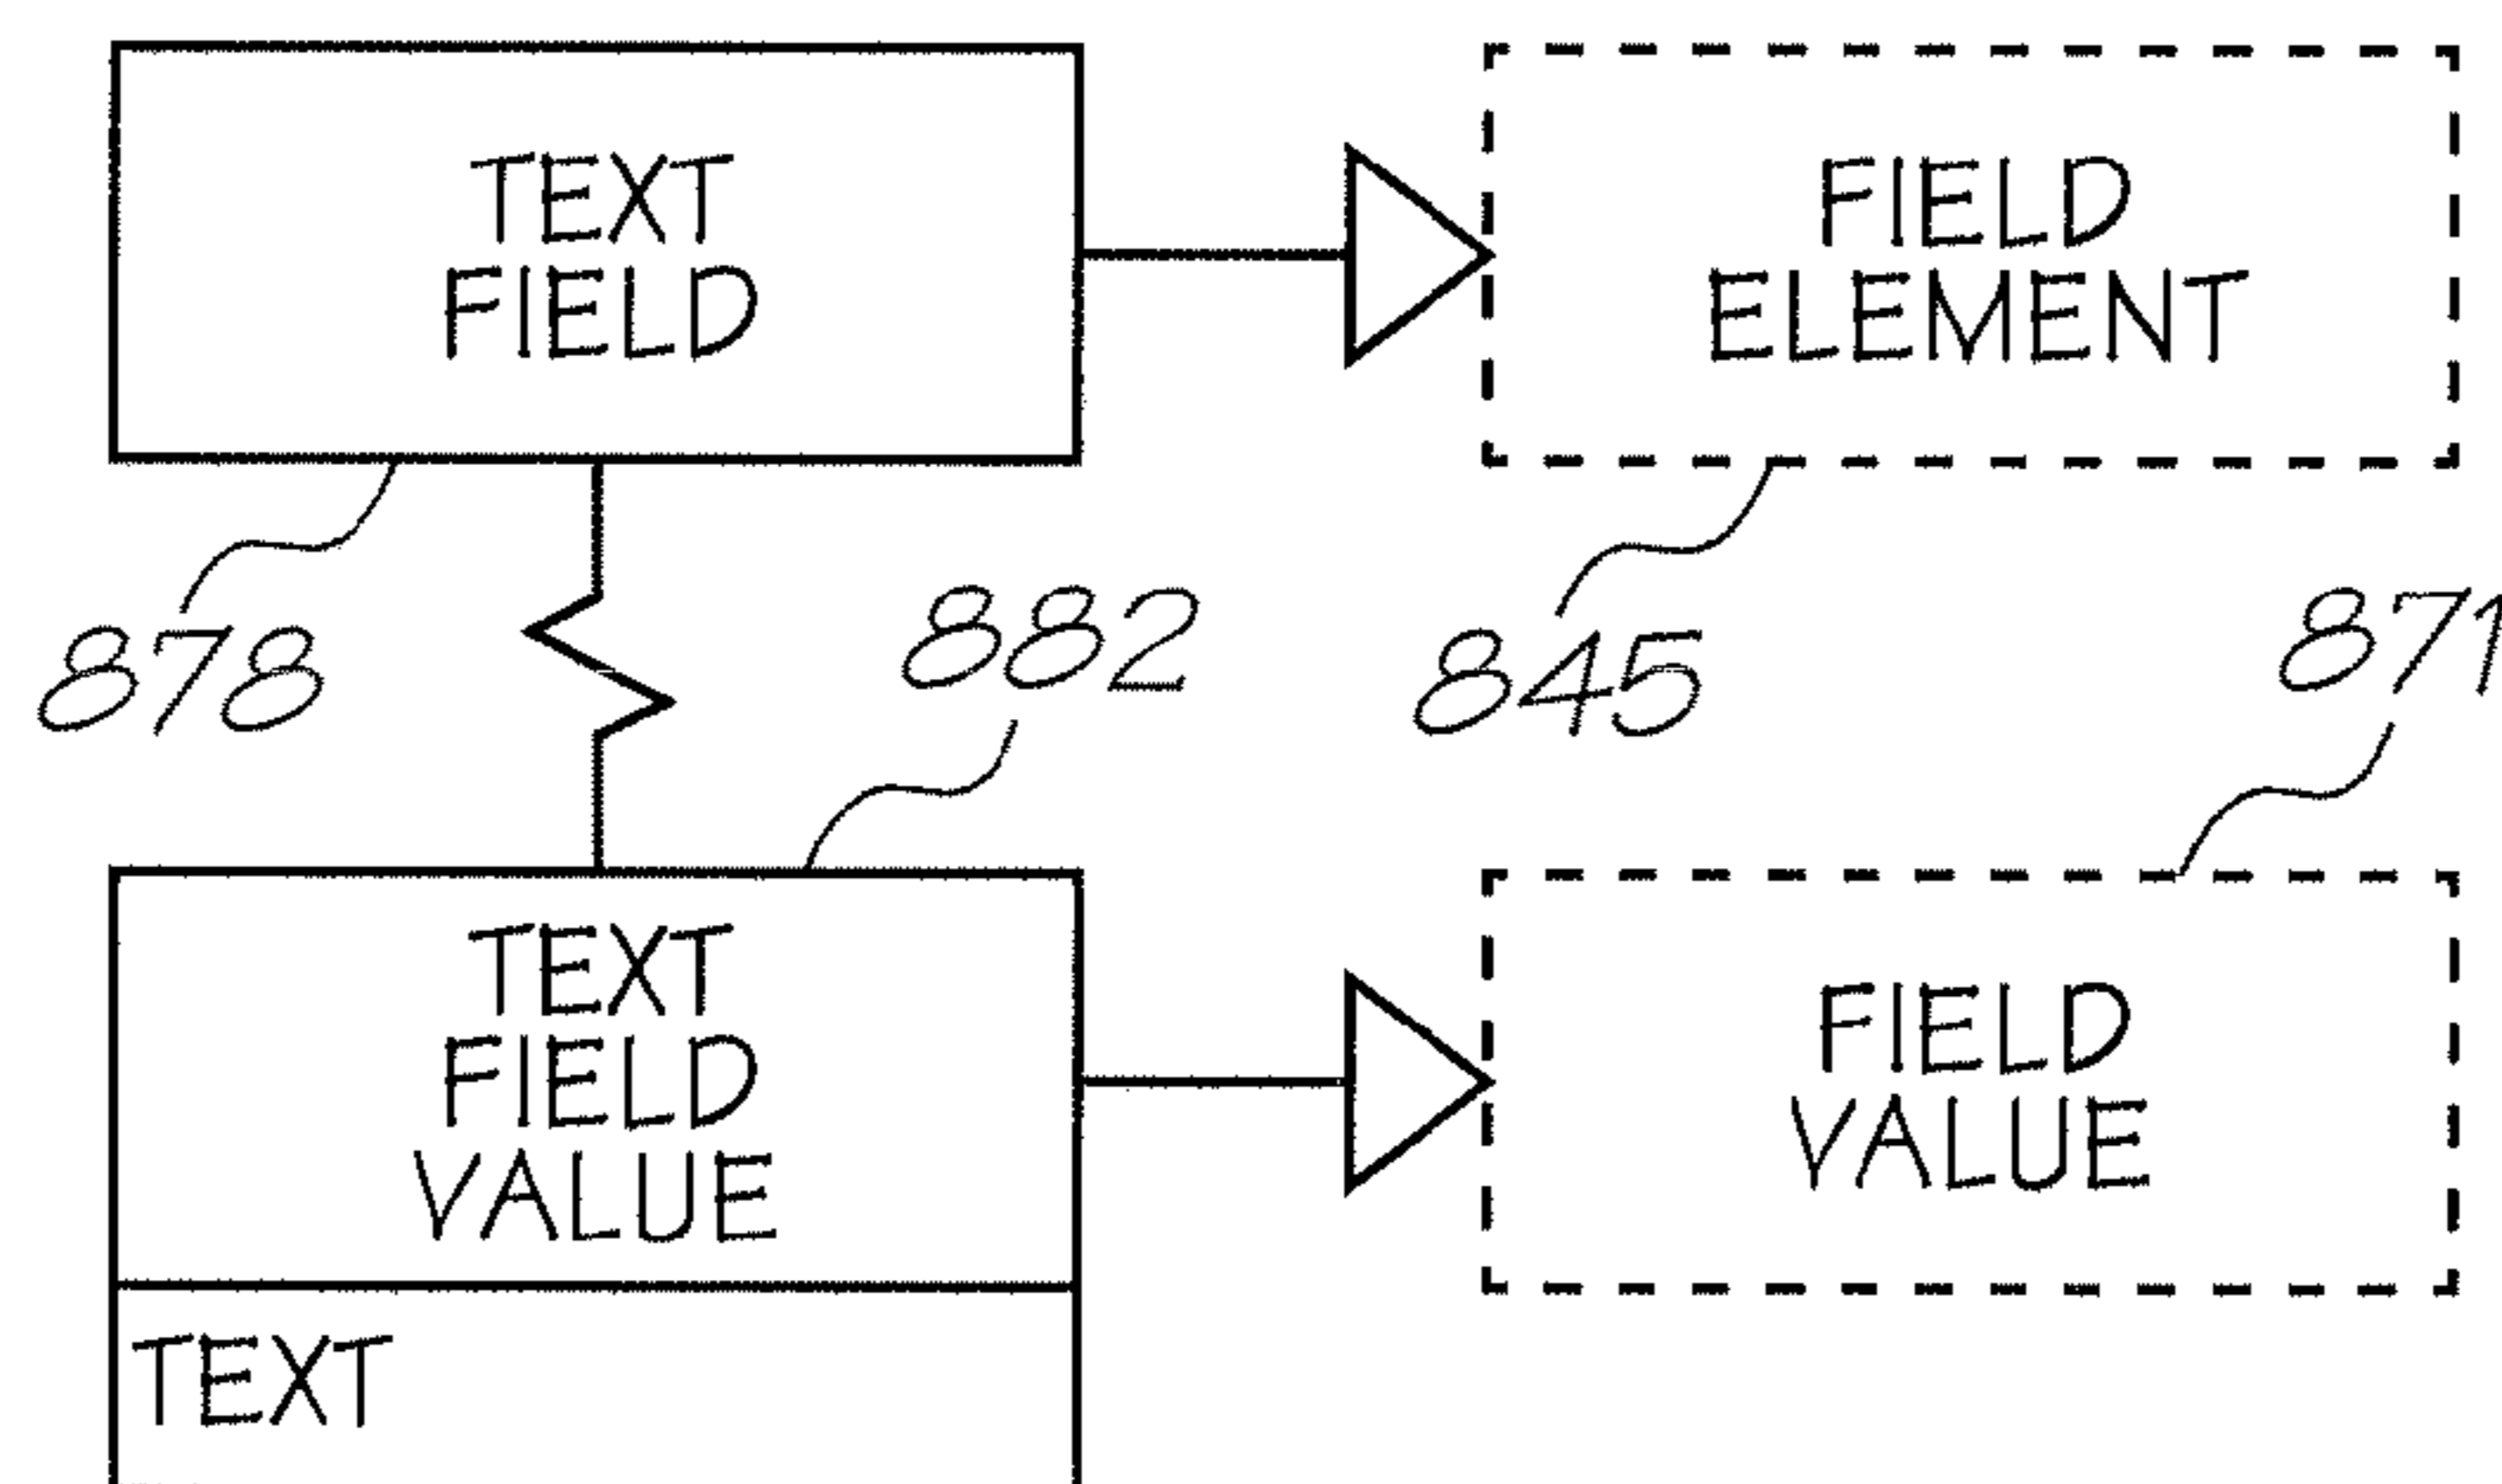 TEXT
FIELD
FIELD
ELEMENT
878
882
845
871
TEXT
FIELD
VALUE
FIELD
VALUE
TEXT